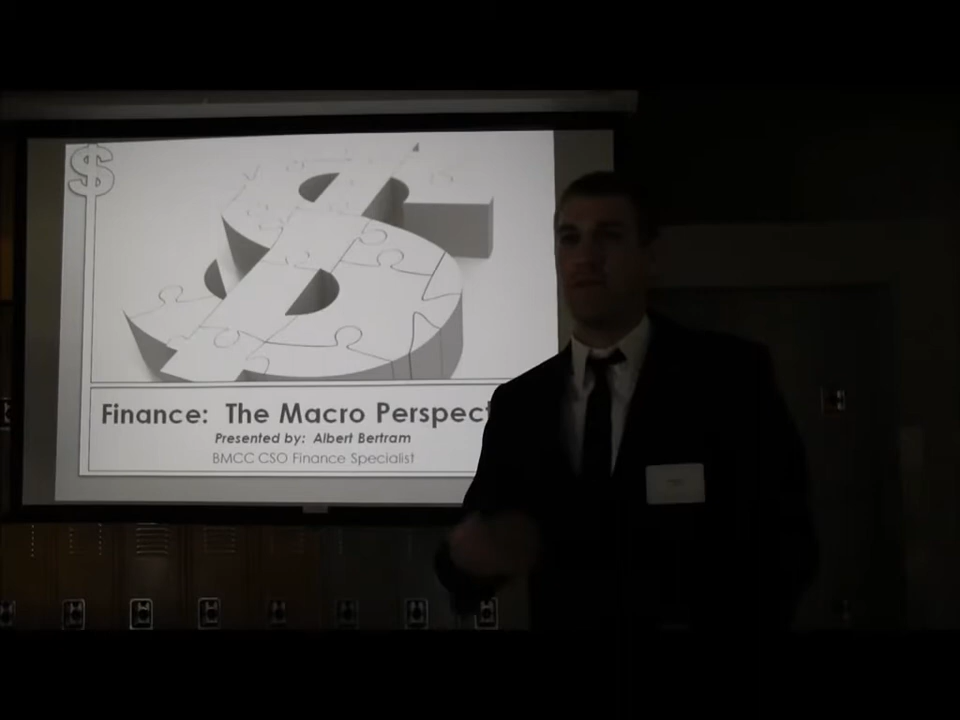 $
Finance: The Macro Perspect
Presented by: Albert Bertram
BMCC CSO Finance Specialist